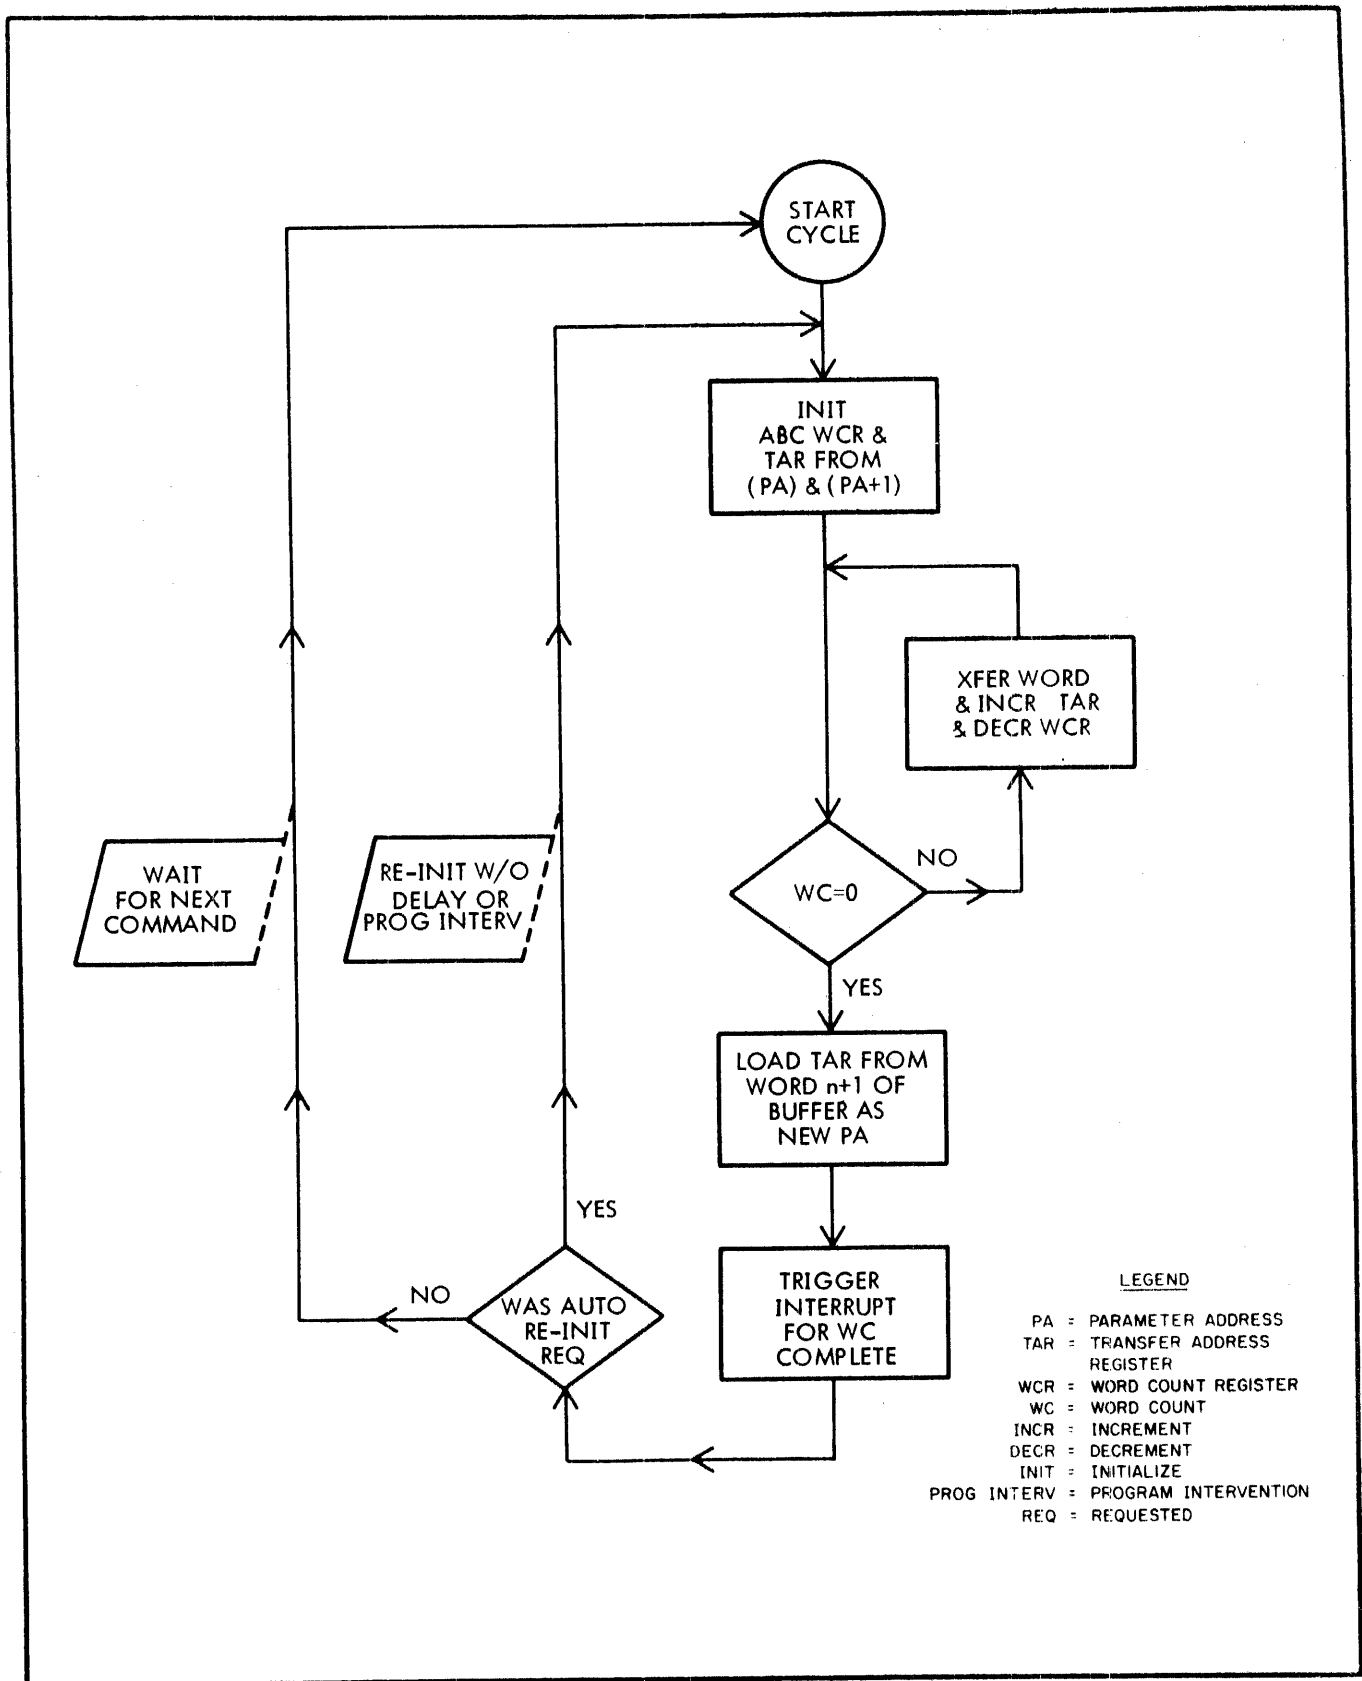 START
CYCLE
INIT
ABC WCR &
TAR FROM
(PA) & (PA+1)
XFER WORD
& INCR TAR
& DECR WCR
WC=0
NO
YES
LOAD TAR FROM
WORD n+1 OF
BUFFER AS
NEW PA
TRIGGER
INTERRUPT
FOR WC
COMPLETE
WAS AUTO
RE-INIT
REQ
NO
YES
RE-INIT W/O
DELAY OR
PROG INTERV
WAIT
FOR NEXT
COMMAND
LEGEND
PA = PARAMETER ADDRESS
TAR = TRANSFER ADDRESS
REGISTER
WCR = WORD COUNT REGISTER
WC = WORD COUNT
INCR = INCREMENT
DECR = DECREMENT
INIT = INITIALIZE
PROG INTERV = PROGRAM INTERVENTION
REQ = REQUESTED